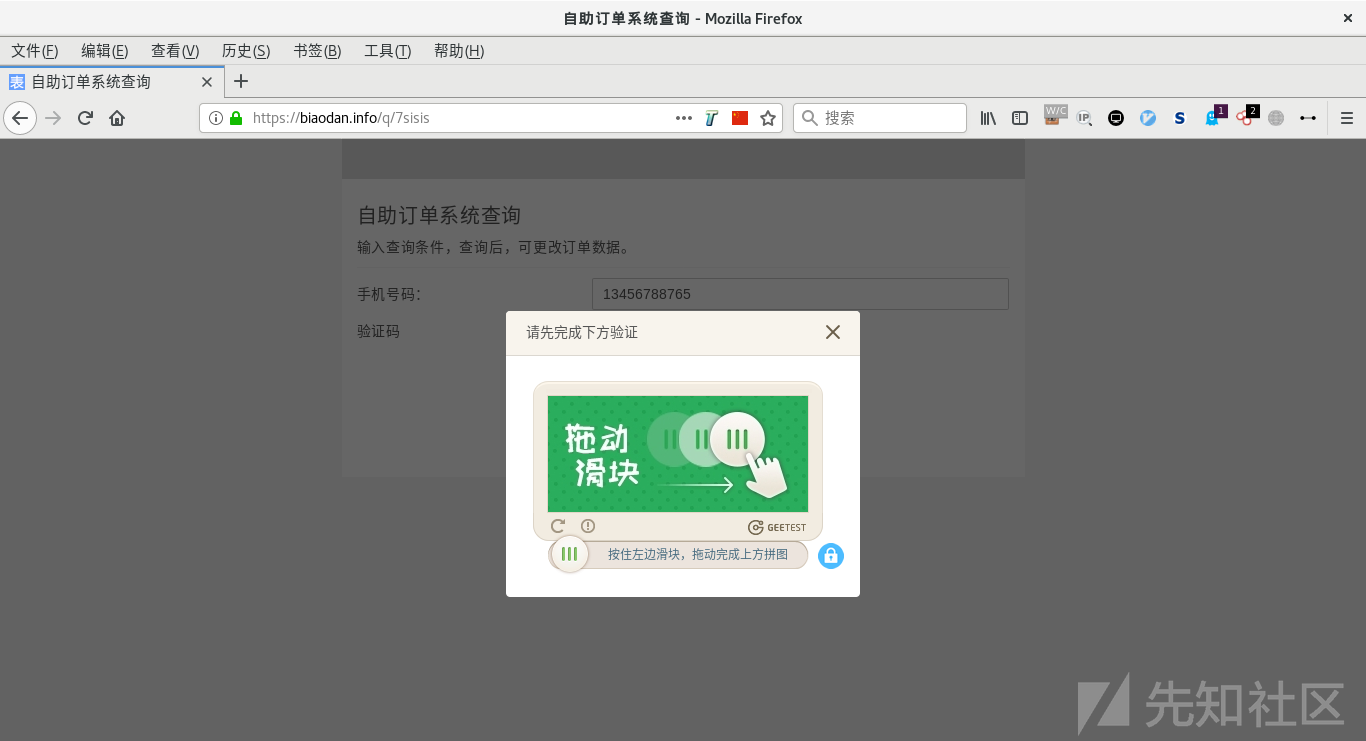 自助订单系统查询 - Mozilla Firefox
文件(F) 编辑(E) 查看(V) 历史(S) 书签(B) 工具(T) 帮助(H)
表 自助订单系统查询
https://biaodan.info/q/7sisis
搜索
W/C
IP
S
1
2
自助订单系统查询
输入查询条件，查询后，可更改订单数据。
手机号码：
13456788765
验证码
请先完成下方验证
拖动
滑块
GEETEST
按住左边滑块，拖动完成上方拼图
先知社区